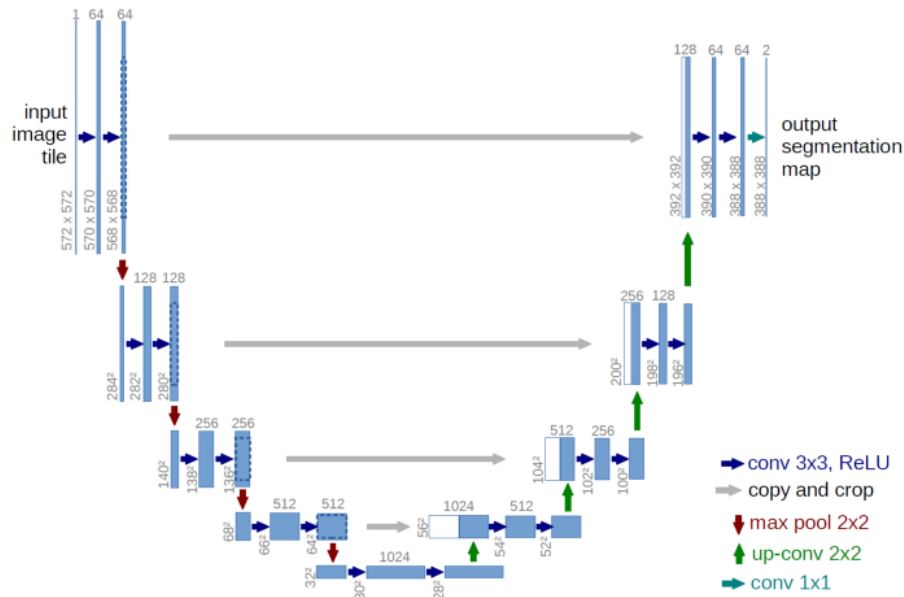 1 64 64
input
image
tile
572 x 572
570 x 570
568 x 568
128 64 64 2
output
segmentation
map
392 x 392
390 x 390
388 x 388
388 x 388
128 128
284²
282²
280²
256 128
200²
198²
196²
256 256
140²
138²
136²
512 256
104²
102²
100²
512 512
68²
66²
64²
1024 512
56²
54²
52²
1024
32²
30²
28²
conv 3x3, ReLU
copy and crop
max pool 2x2
up-conv 2x2
conv 1x1